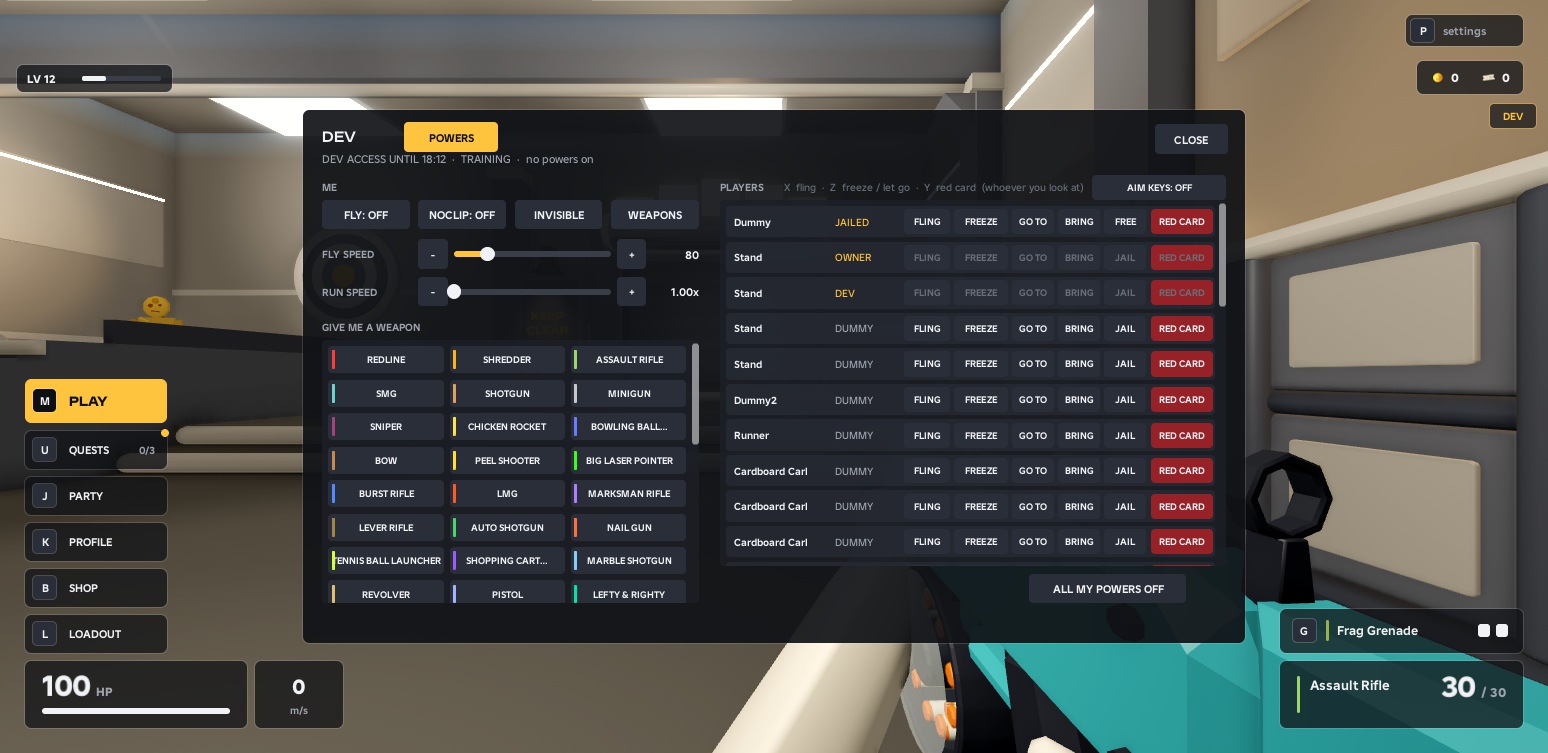 P settings
LV 12
0 0
DEV
DEV POWERS CLOSE
DEV ACCESS UNTIL 18:12 · TRAINING · no powers on
ME
FLY: OFF NOCLIP: OFF INVISIBLE WEAPONS
FLY SPEED - + 80
RUN SPEED - + 1.00x
GIVE ME A WEAPON
REDLINE SHREDDER ASSAULT RIFLE
SMG SHOTGUN MINIGUN
SNIPER CHICKEN ROCKET BOWLING BALL...
BOW PEEL SHOOTER BIG LASER POINTER
BURST RIFLE LMG MARKSMAN RIFLE
LEVER RIFLE AUTO SHOTGUN NAIL GUN
TENNIS BALL LAUNCHER SHOPPING CART... MARBLE SHOTGUN
REVOLVER PISTOL LEFTY & RIGHTY
PLAYERS X fling · Z freeze / let go · Y red card (whoever you look at) AIM KEYS: OFF
Dummy JAILED FLING FREEZE GO TO BRING FREE RED CARD
Stand OWNER FLING FREEZE GO TO BRING JAIL RED CARD
Stand DEV FLING FREEZE GO TO BRING JAIL RED CARD
Stand DUMMY FLING FREEZE GO TO BRING JAIL RED CARD
Stand DUMMY FLING FREEZE GO TO BRING JAIL RED CARD
Dummy2 DUMMY FLING FREEZE GO TO BRING JAIL RED CARD
Runner DUMMY FLING FREEZE GO TO BRING JAIL RED CARD
Cardboard Carl DUMMY FLING FREEZE GO TO BRING JAIL RED CARD
Cardboard Carl DUMMY FLING FREEZE GO TO BRING JAIL RED CARD
Cardboard Carl DUMMY FLING FREEZE GO TO BRING JAIL RED CARD
ALL MY POWERS OFF
KEEP
CLEAR
M PLAY
U QUESTS 0/3
J PARTY
K PROFILE
B SHOP
L LOADOUT
100 HP
0
m/s
G Frag Grenade
Assault Rifle 30 / 30